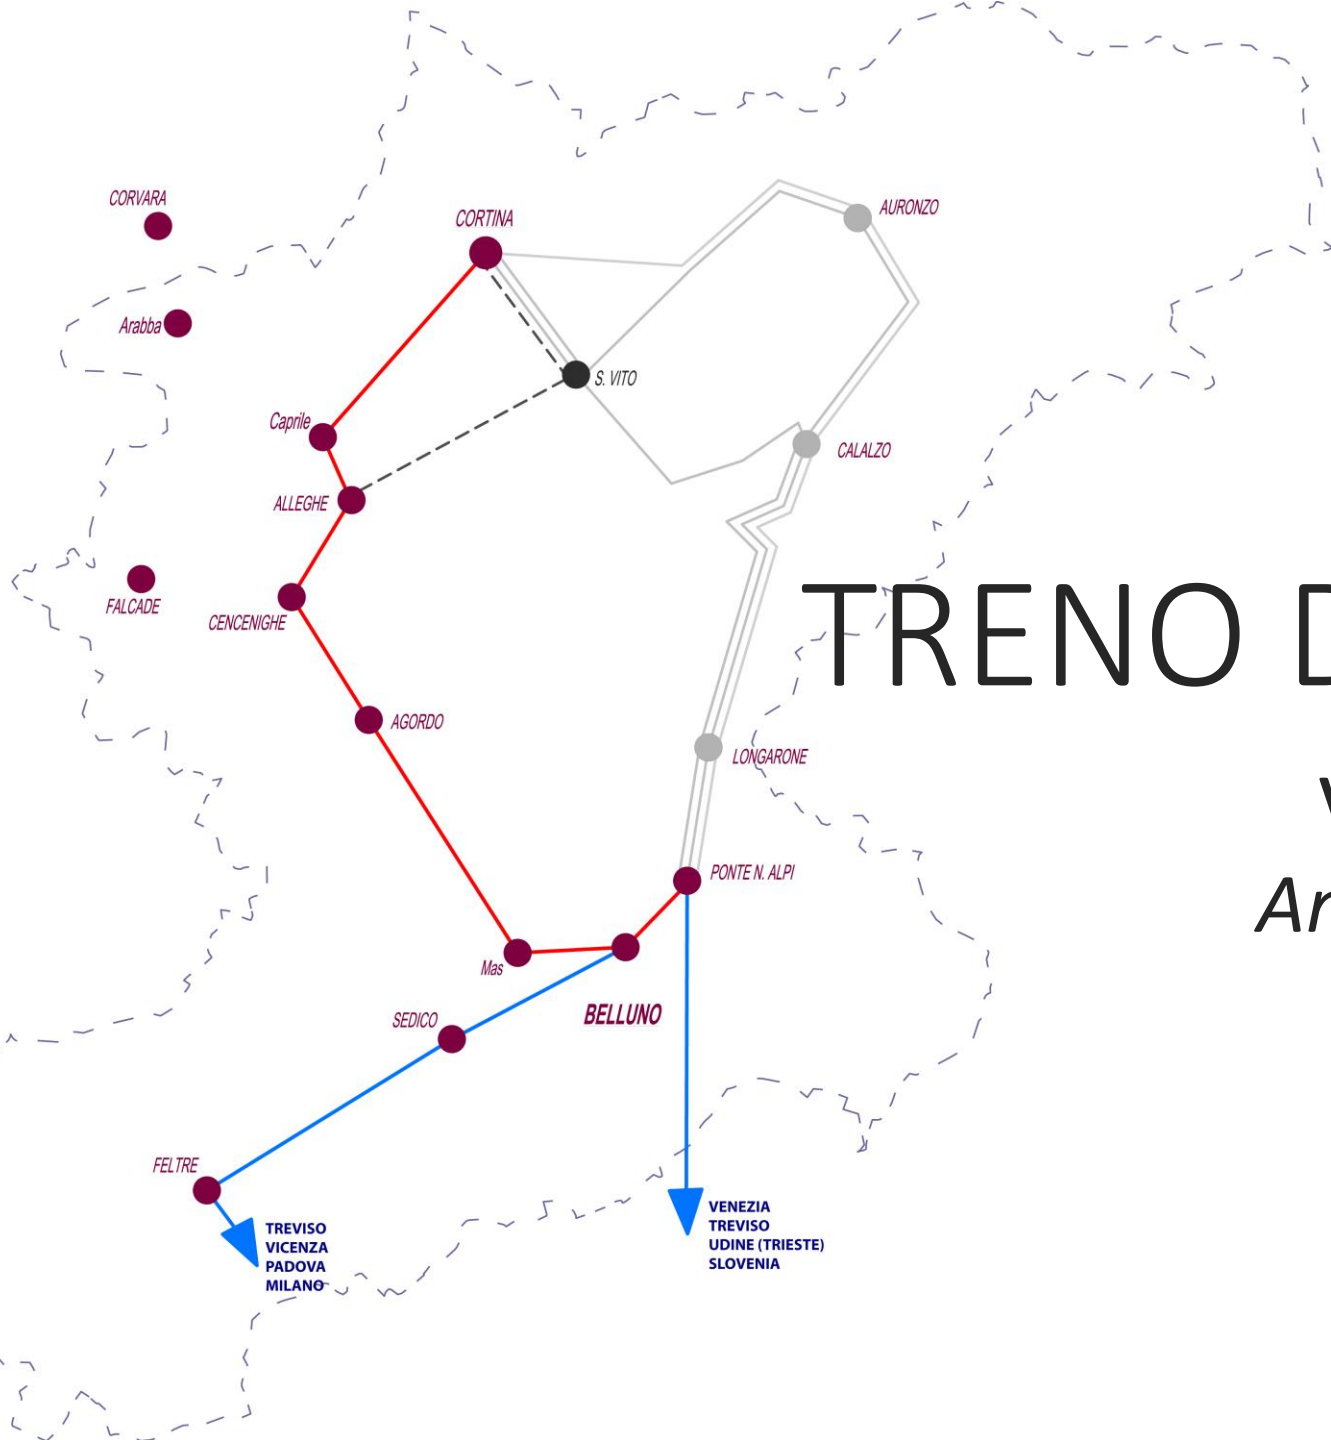 CORVARA
CORTINA
AURONZO
Arabba
S. VITO
Caprile
CALALZO
ALLEGHE
FALCADE
CENCENIGHE
TRENO
AGORDO
LONGARONE
PONTE N. ALPI
Mas
BELLUNO
SEDICO
FELTRE
VENEZIA
TREVISO
UDINE (TRIESTE)
SLOVENIA
TREVISO
VICENZA
PADOVA
MILANO